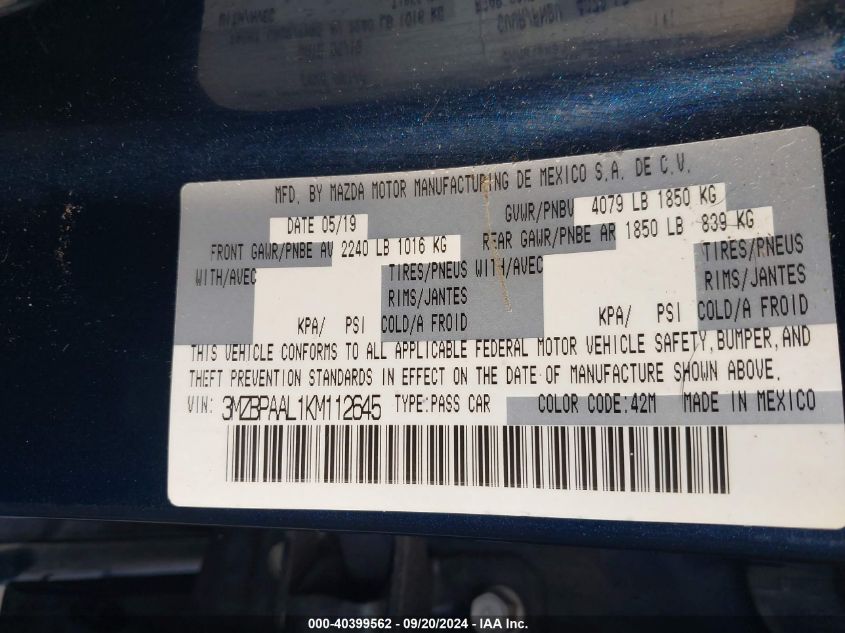 MFD. BY MAZDA MOTOR MANUFACTURING DE MEXICO S.A. DE C.V.
DATE 05/19 GVWR/PNBV 4079 LB 1850 KG
FRONT GAWR/PNBE AV 2240 LB 1016 KG REAR GAWR/PNBE AR 1850 LB 839 KG
WITH/AVEC TIRES/PNEUS WITH/AVEC TIRES/PNEUS
RIMS/JANTES RIMS/JANTES
KPA/ PSI COLD/A FROID KPA/ PSI COLD/A FROID
THIS VEHICLE CONFORMS TO ALL APPLICABLE FEDERAL MOTOR VEHICLE SAFETY, BUMPER, AND
THEFT PREVENTION STANDARDS IN EFFECT ON THE DATE OF MANUFACTURE SHOWN ABOVE.
VIN: 3MZBPAAL1KM112645 TYPE:PASS CAR COLOR CODE:42M MADE IN MEXICO
000-40399562 - 09/20/2024 - IAA Inc.